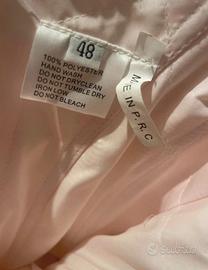 48
100% POLYESTER
HAND WASH
DO NOT DRYCLEAN
DO NOT TUMBLE DRY
IRON LOW
DO NOT BLEACH
M E IN P. R. C
Subito